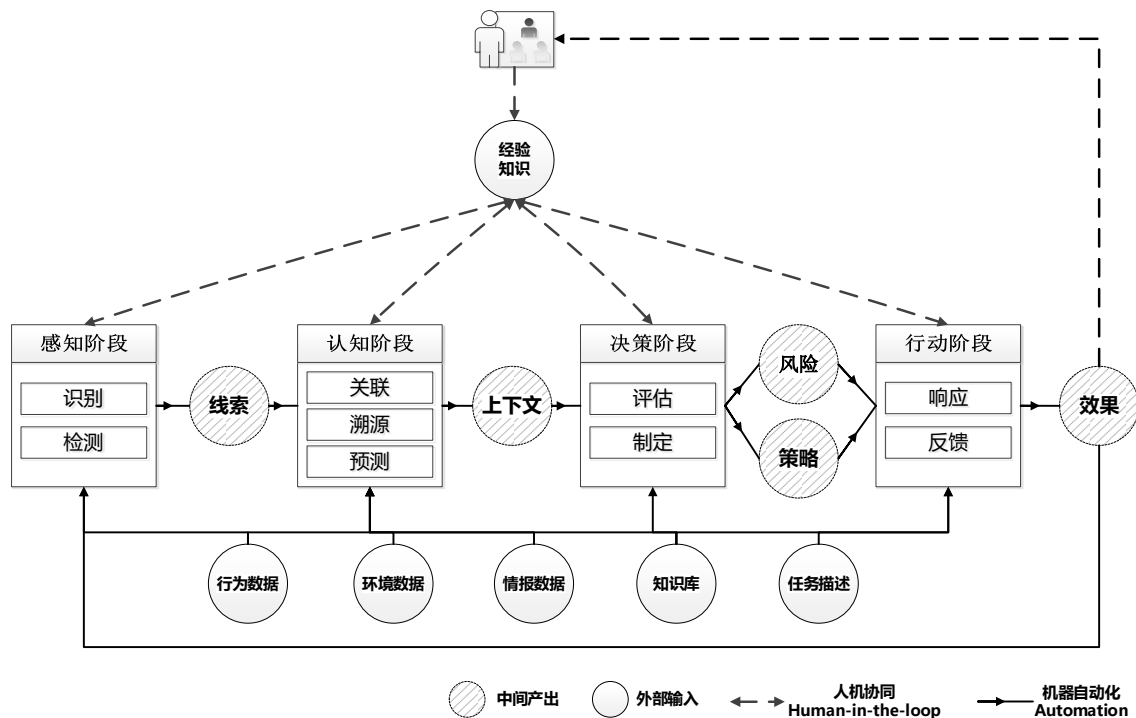 经验
知识
感知阶段
识别
检测
线索
认知阶段
关联
溯源
预测
上下文
决策阶段
评估
制定
风险
策略
行动阶段
响应
反馈
效果
行为数据
环境数据
情报数据
知识库
任务描述
中间产出
外部输入
人机协同
Human-in-the-loop
机器自动化
Automation